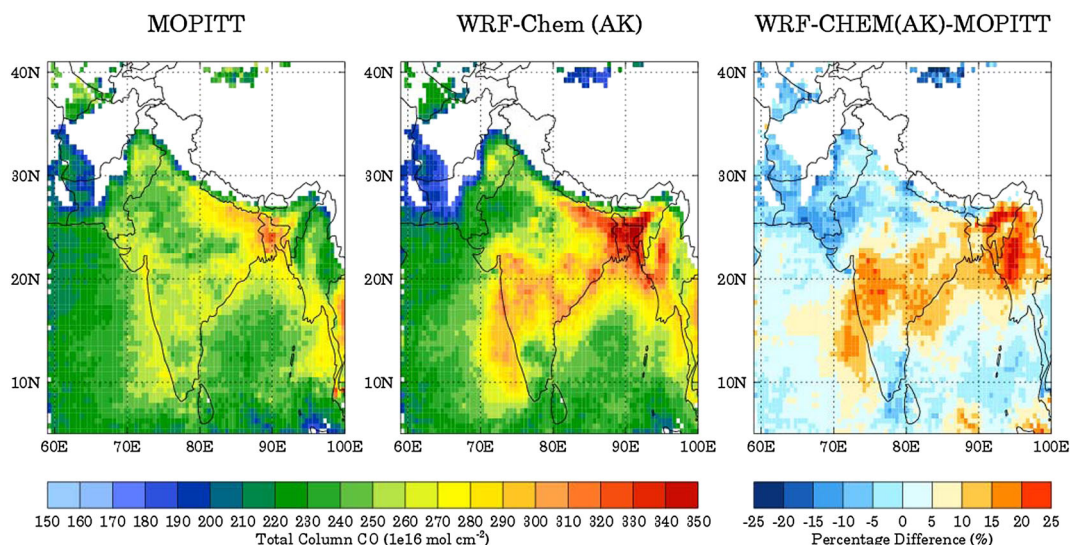 MOPITT WRF-Chem (AK) WRF-CHEM(AK)-MOPITT
40N 40N 40N
30N 30N 30N
20N 20N 20N
10N 10N 10N
60E 70E 80E 90E 100E 60E 70E 80E 90E 100E 60E 70E 80E 90E 100E
150 160 170 180 190 200 210 220 230 240 250 260 270 280 290 300 310 320 330 340 350 -25 -20 -15 -10 -5 0 5 10 15 20 25
Total Column CO (1e16 mol cm⁻²) Percentage Difference (%)